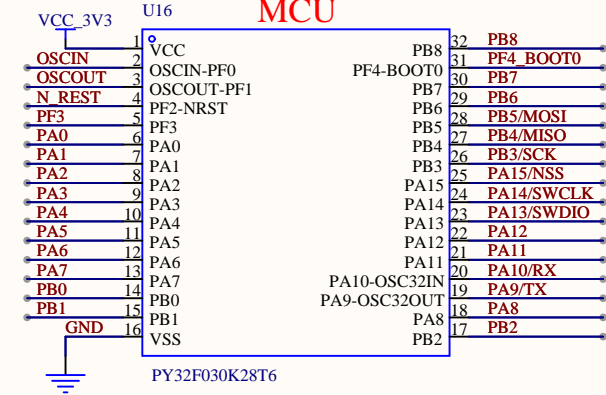 MCU
U16
VCC_3V3
1 VCC PB8 32 PB8
OSCIN 2 OSCIN-PF0 PF4-BOOT0 31 PF4_BOOT0
OSCOUT 3 OSCOUT-PF1 PB7 30 PB7
N_REST 4 PF2-NRST PB6 29 PB6
PF3 5 PF3 PB5 28 PB5/MOSI
PA0 6 PA0 PB4 27 PB4/MISO
PA1 7 PA1 PB3 26 PB3/SCK
PA2 8 PA2 PA15 25 PA15/NSS
PA3 9 PA3 PA14 24 PA14/SWCLK
PA4 10 PA4 PA13 23 PA13/SWDIO
PA5 11 PA5 PA12 22 PA12
PA6 12 PA6 PA11 21 PA11
PA7 13 PA7 PA10-OSC32IN 20 PA10/RX
PB0 14 PB0 PA9-OSC32OUT 19 PA9/TX
PB1 15 PB1 PA8 18 PA8
GND 16 VSS PB2 17 PB2
PY32F030K28T6